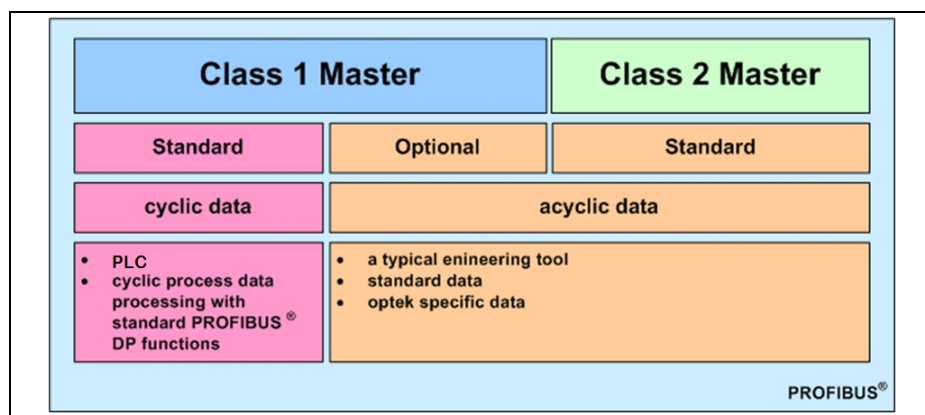 Class 1 Master
Class 2 Master
Standard
Optional
Standard
cyclic data
acyclic data
• PLC
• cyclic process data
processing with
standard PROFIBUS ®
DP functions
• a typical enineering tool
• standard data
• optek specific data
PROFIBUS®